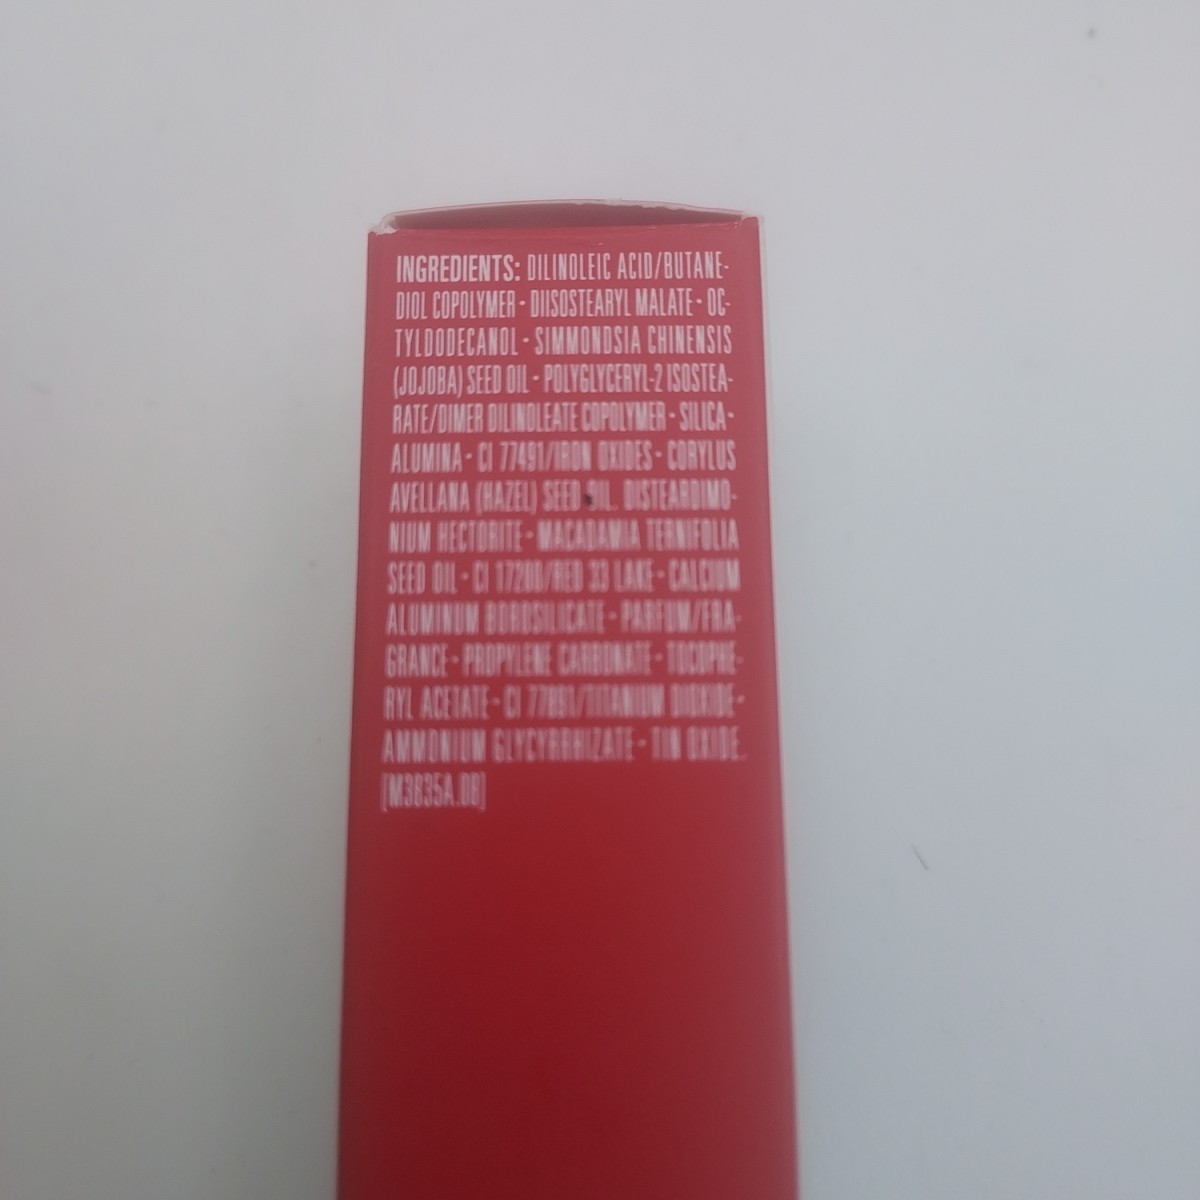 INGREDIENTS: DILINOLEIC ACID/BUTANE-
DIOL COPOLYMER • DIISOSTEARYL MALATE • OC-
TYLDODECANOL • SIMMONDSIA CHINENSIS
(JOJOBA) SEED OIL • POLYGLYCERYL-2 ISOSTEA-
RATE/DIMER DILINOLEATE COPOLYMER • SILICA •
ALUMINA • CI 77491/IRON OXIDES • CORYLUS
AVELLANA (HAZEL) SEED OIL. DISTEARDIMO-
NIUM HECTORITE • MACADAMIA TERNIFOLIA
SEED OIL • CI 17200/RED 33 LAKE • CALCIUM
ALUMINUM BOROSILICATE • PARFUM/FRA-
GRANCE • PROPYLENE CARBONATE • TOCOPHE-
RYL ACETATE • CI 77891/TITANIUM DIOXIDE •
AMMONIUM GLYCYRRHIZATE • TIN OXIDE.
[M3835A.08]